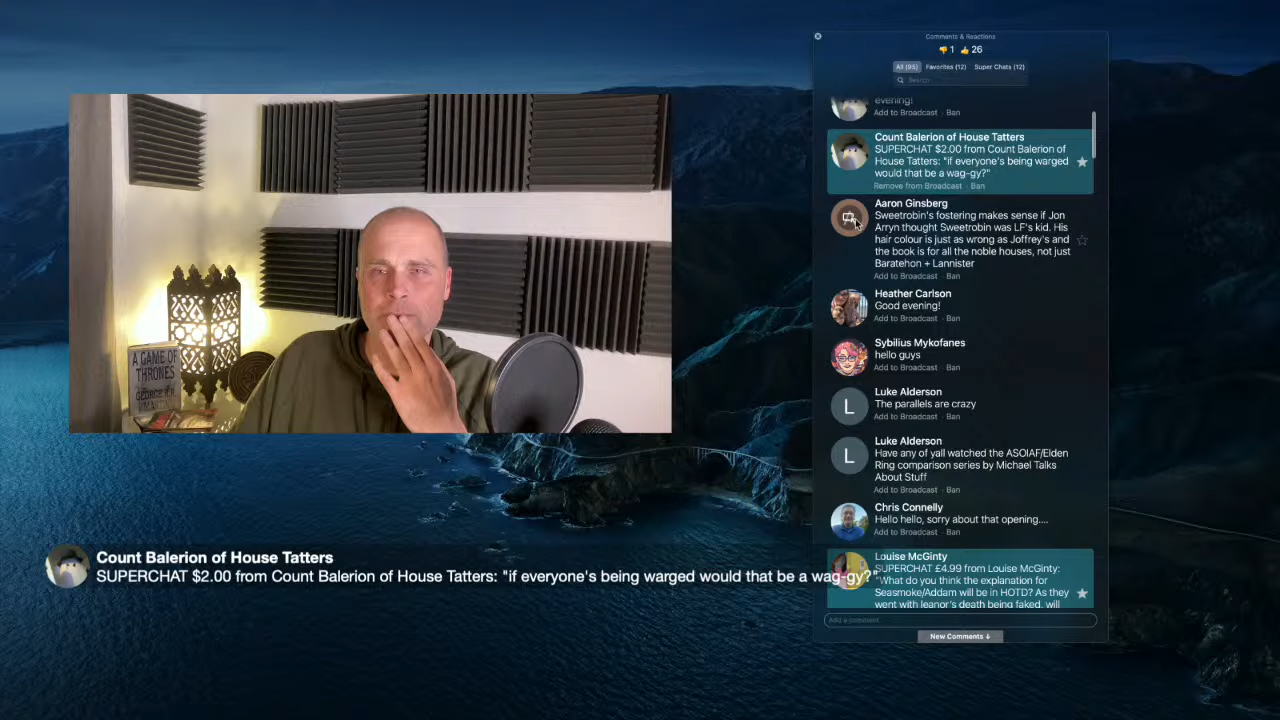 Comments & Reactions
👎 1 👍 26
All (95) Favorites (12) Super Chats (12)
Search
evening!
Add to Broadcast · Ban
Count Balerion of House Tatters
SUPERCHAT $2.00 from Count Balerion of
House Tatters: "if everyone's being warged
would that be a wag-gy?"
Remove from Broadcast · Ban
Aaron Ginsberg
Sweetrobin's fostering makes sense if Jon
Arryn thought Sweetrobin was LF's kid. His
hair colour is just as wrong as Joffrey's and
the book is for all the noble houses, not just
Baratehon + Lannister
Add to Broadcast · Ban
Heather Carlson
Good evening!
Add to Broadcast · Ban
Sybilius Mykofanes
hello guys
Add to Broadcast · Ban
L
Luke Alderson
The parallels are crazy
Add to Broadcast · Ban
L
Luke Alderson
Have any of yall watched the ASOIAF/Elden
Ring comparison series by Michael Talks
About Stuff
Add to Broadcast · Ban
Chris Connelly
Hello hello, sorry about that opening....
Add to Broadcast · Ban
Louise McGinty
SUPERCHAT £4.99 from Louise McGinty:
"What do you think the explanation for
Seasmoke/Addam will be in HOTD? As they
went with leanor's death being faked, will
Add a comment
New Comments ↓
A GAME OF
THRONES
GEORGE R.R.
Count Balerion of House Tatters
SUPERCHAT $2.00 from Count Balerion of House Tatters: "if everyone's being warged would that be a wag-gy?"